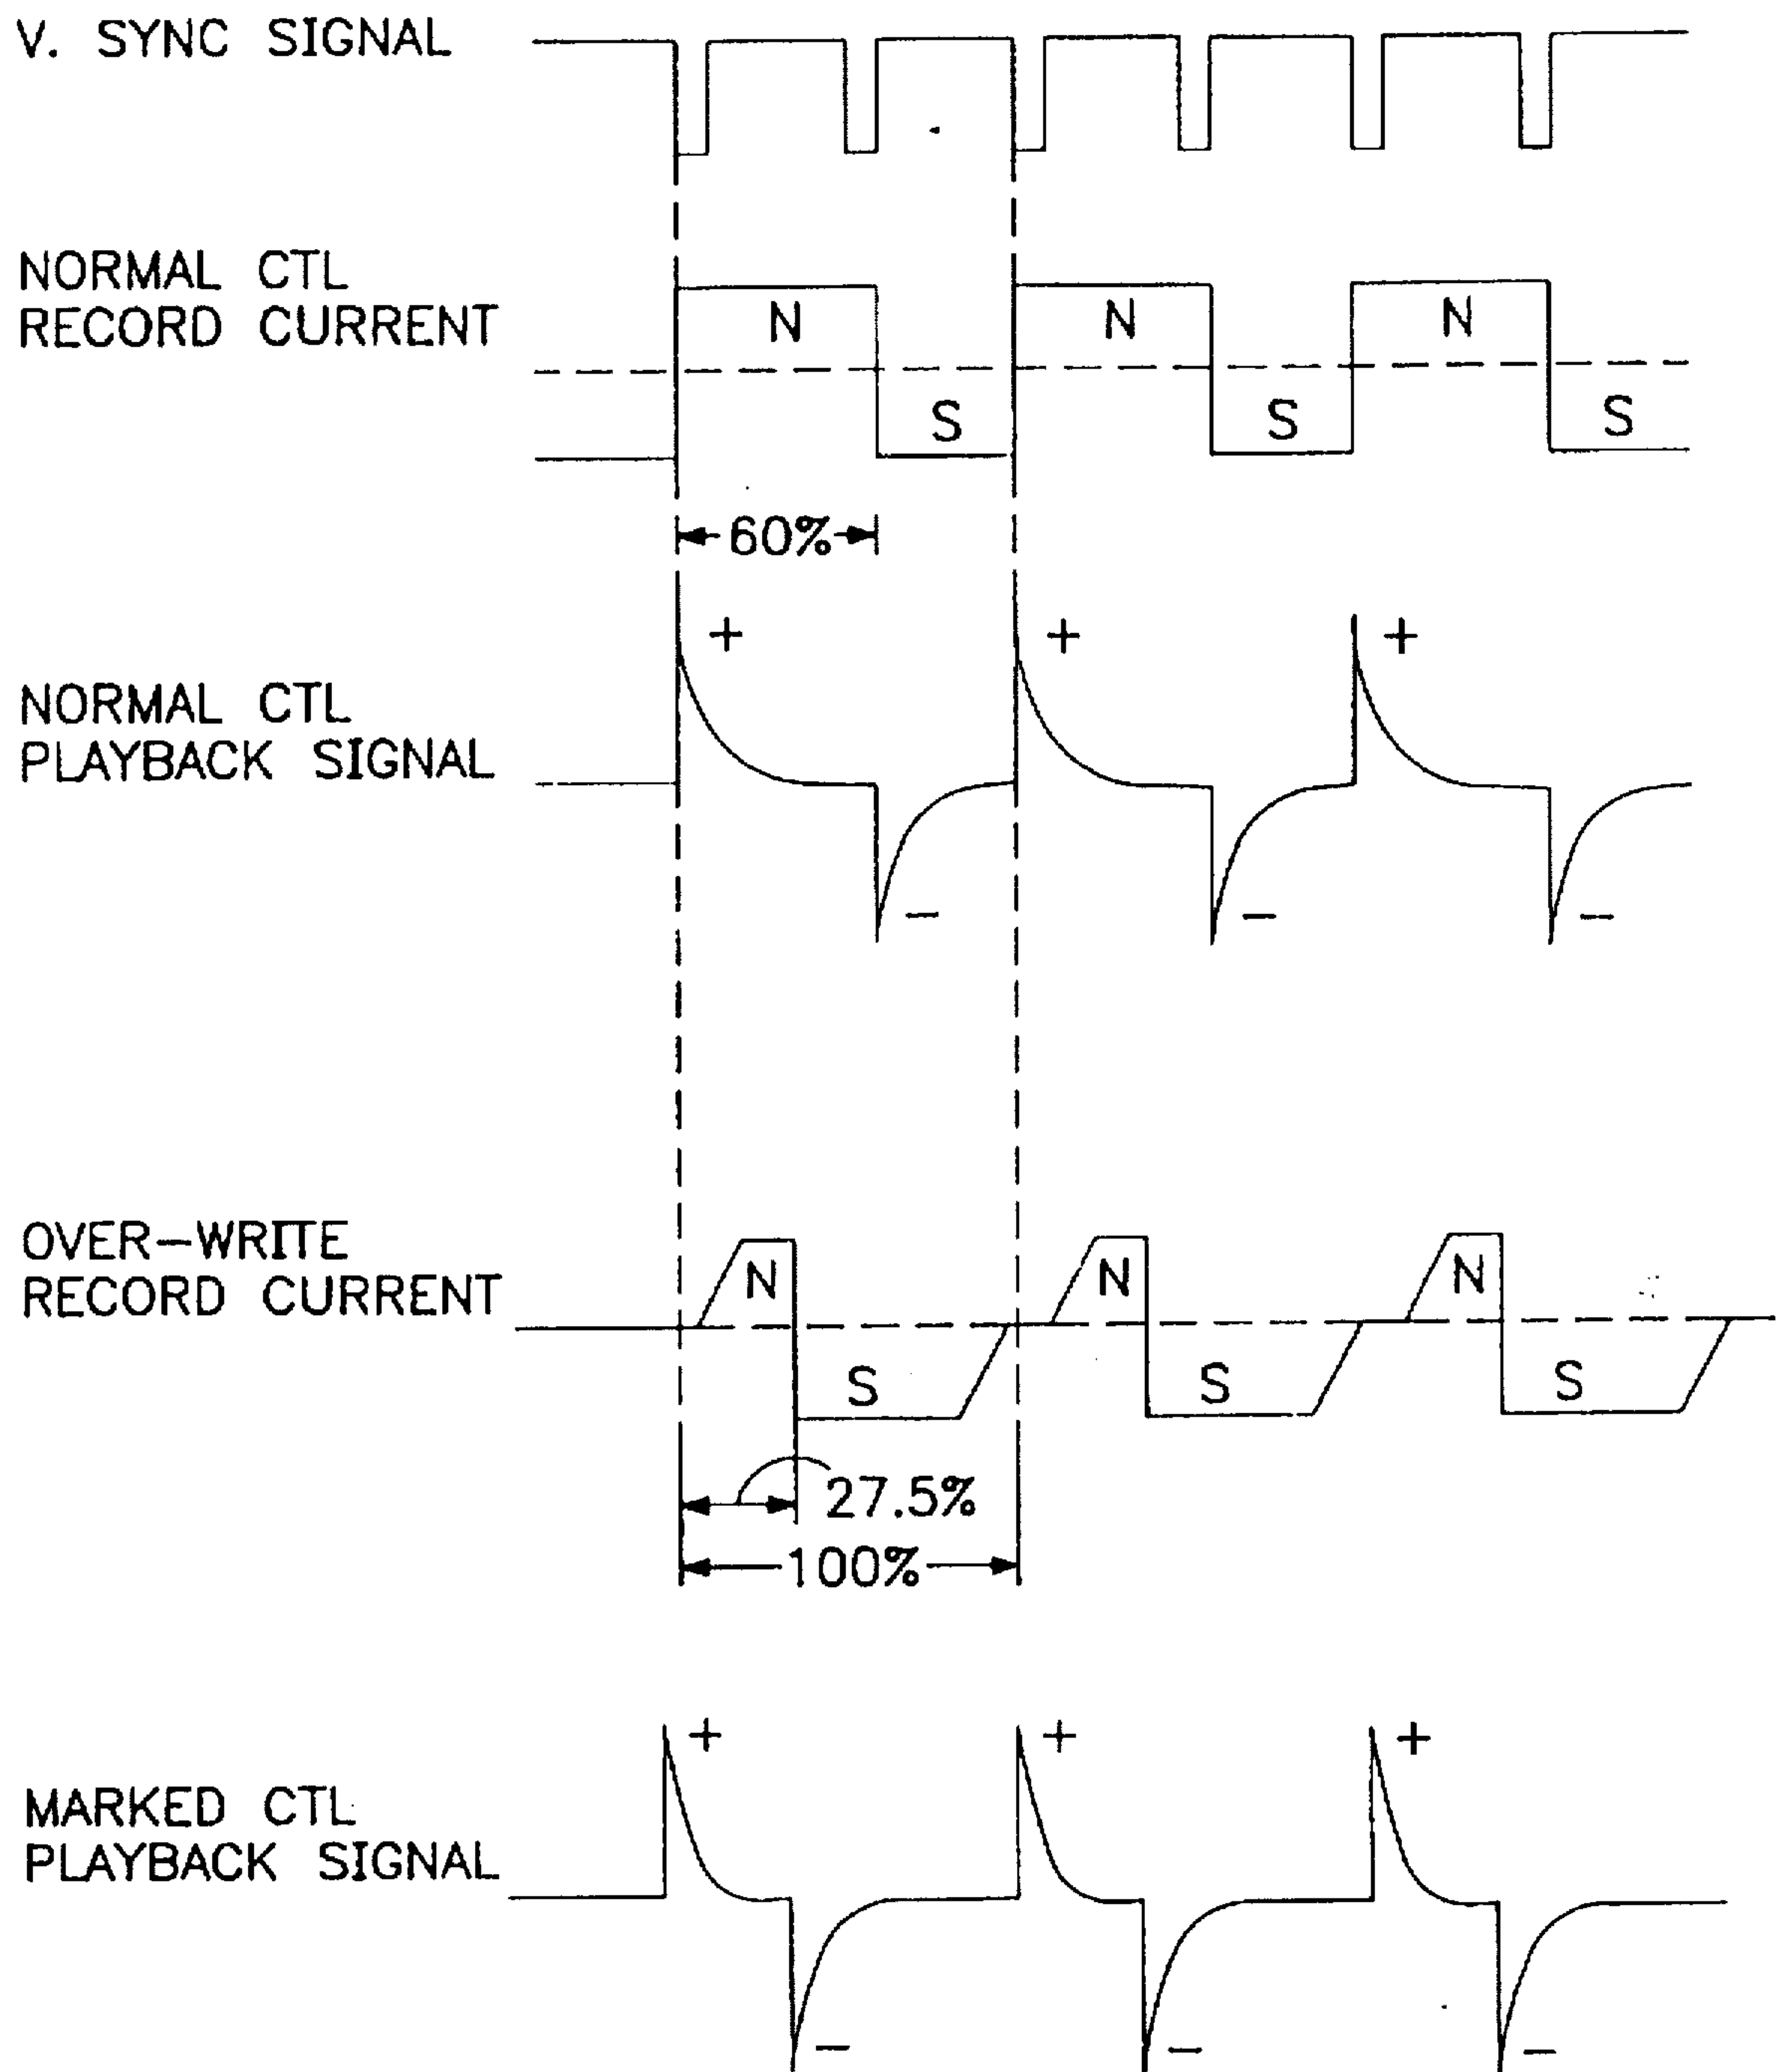 V. SYNC SIGNAL
NORMAL CTL
RECORD CURRENT
N N N
S S S
60%
+ + +
NORMAL CTL
PLAYBACK SIGNAL
− − −
OVER-WRITE
RECORD CURRENT
N N N
S S S
27.5%
100%
+ + +
MARKED CTL
PLAYBACK SIGNAL
− − −